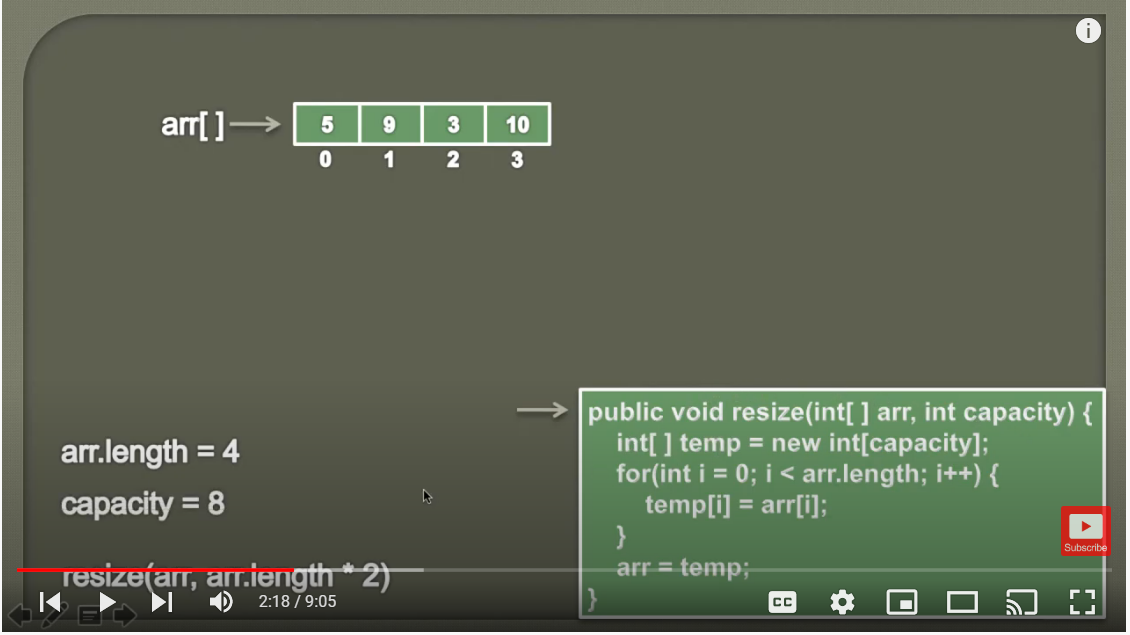 arr[ ]
5 9 3 10
0 1 2 3
public void resize(int[ ] arr, int capacity) {
int[ ] temp = new int[capacity];
for(int i = 0; i < arr.length; i++) {
temp[i] = arr[i];
}
arr = temp;
}
arr.length = 4
capacity = 8
resize(arr, arr.length * 2)
Subscribe
2:18 / 9:05
CC
i